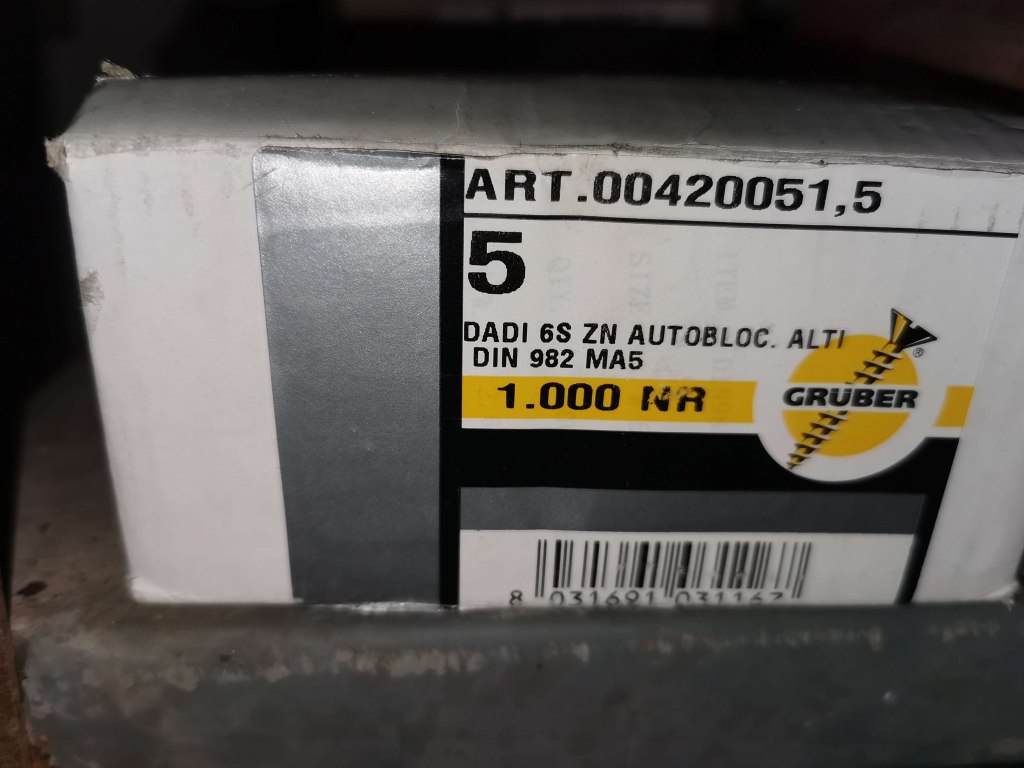 ART.00420051,5
5
DADI 6S ZN AUTOBLOC. ALTI
DIN 982 MA5
1.000 NR
GRUBER
®
8 031691 031167